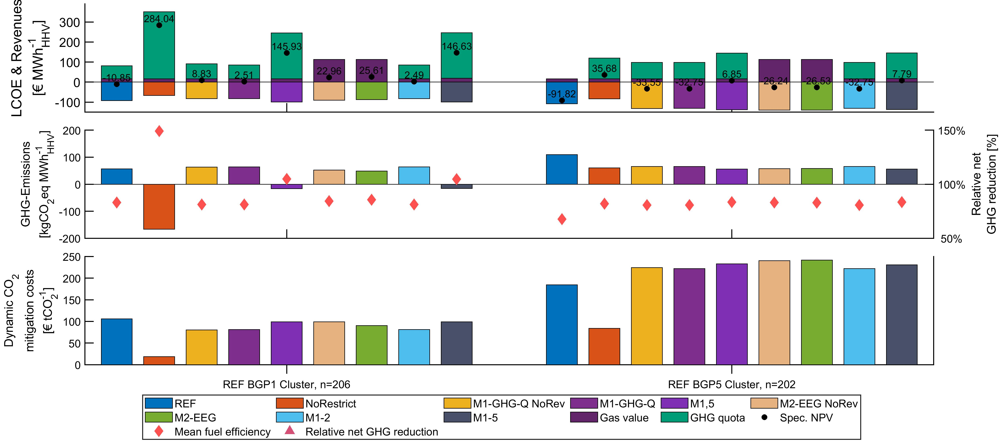 LCOE & Revenues
[€ MWh⁻¹HHV]
300
200
100
0
-100
-10.85
284.04
8.83
2.51
145.93
22.96
25.61
2.49
146.63
-91.82
35.68
-33.55
-32.75
6.85
-26.24
-26.53
-32.75
7.79
GHG-Emissions
[kgCO₂eq MWh⁻¹HHV]
200
100
0
-100
-200
150%
100%
50%
Relative net
GHG reduction [%]
Dynamic CO₂
mitigation costs
[€ tCO₂⁻¹]
250
200
150
100
50
0
REF BGP1 Cluster, n=206
REF BGP5 Cluster, n=202
REF NoRestrict M1-GHG-Q NoRev M1-GHG-Q M1,5 M2-EEG NoRev
M2-EEG M1-2 M1-5 Gas value GHG quota Spec. NPV
Mean fuel efficiency Relative net GHG reduction